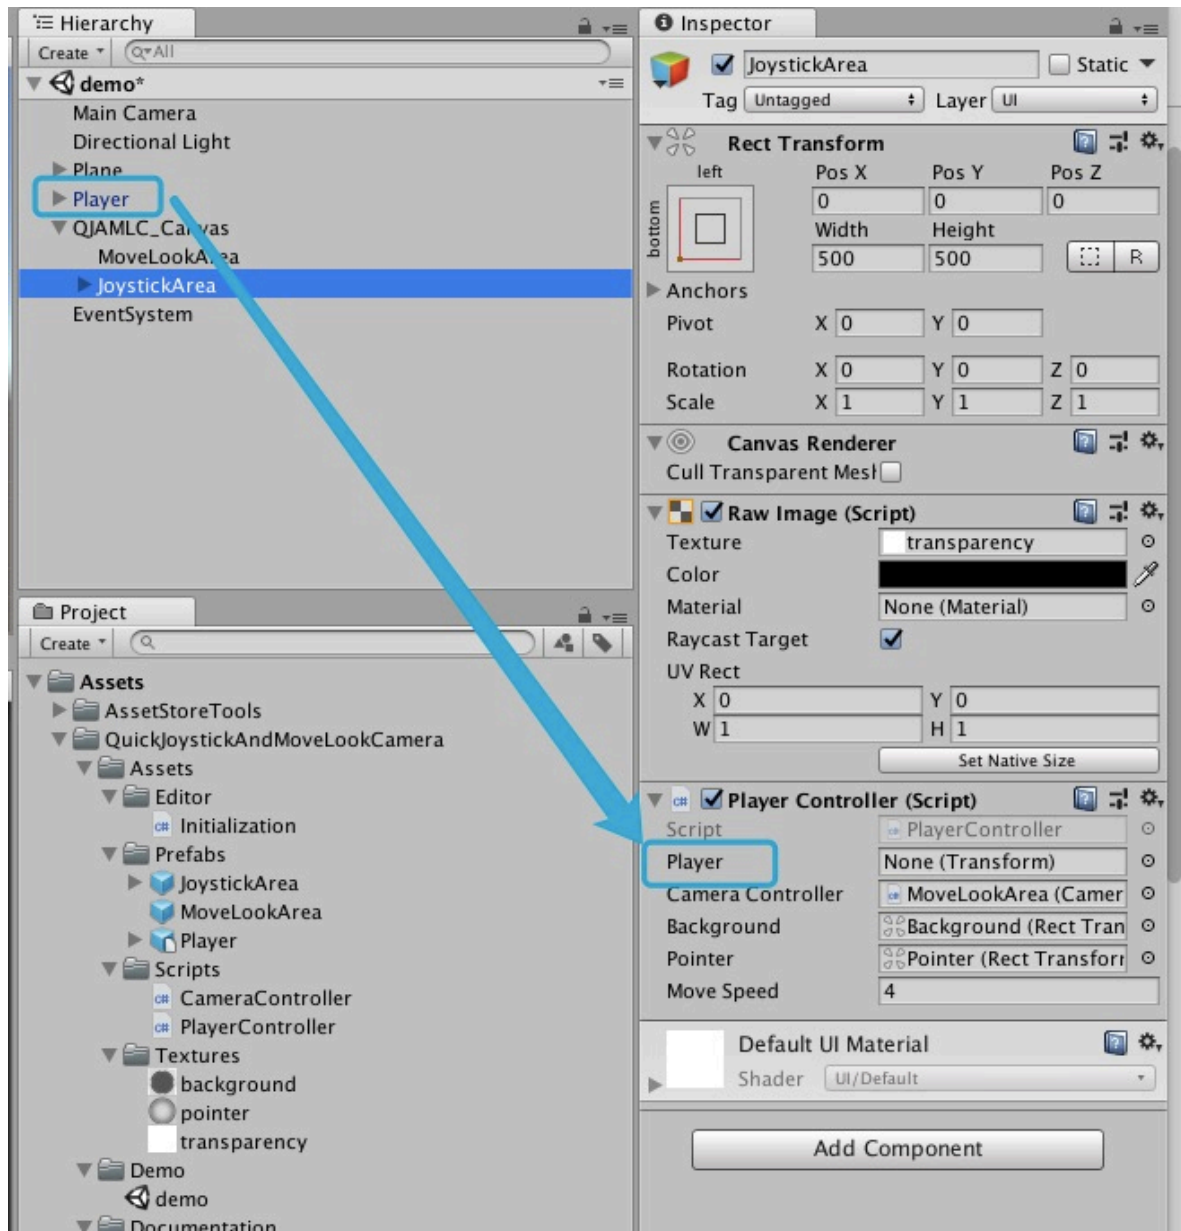 Hierarchy
Create
All
demo*
Main Camera
Directional Light
Plane
Player
QJAMLC_Canvas
MoveLookArea
JoystickArea
EventSystem
Project
Create
Assets
AssetStoreTools
QuickJoystickAndMoveLookCamera
Assets
Editor
Initialization
Prefabs
JoystickArea
MoveLookArea
Player
Scripts
CameraController
PlayerController
Textures
background
pointer
transparency
Demo
demo
Documentation
Inspector
JoystickArea Static
Tag Untagged Layer UI
Rect Transform
left Pos X Pos Y Pos Z
bottom 0 0 0
Width Height
500 500 R
Anchors
Pivot X 0 Y 0
Rotation X 0 Y 0 Z 0
Scale X 1 Y 1 Z 1
Canvas Renderer
Cull Transparent Mesh
Raw Image (Script)
Texture transparency
Color
Material None (Material)
Raycast Target
UV Rect
X 0 Y 0
W 1 H 1
Set Native Size
C# Player Controller (Script)
Script PlayerController
Player None (Transform)
Camera Controller MoveLookArea (Camer
Background Background (Rect Tran
Pointer Pointer (Rect Transform
Move Speed 4
Default UI Material
Shader UI/Default
Add Component